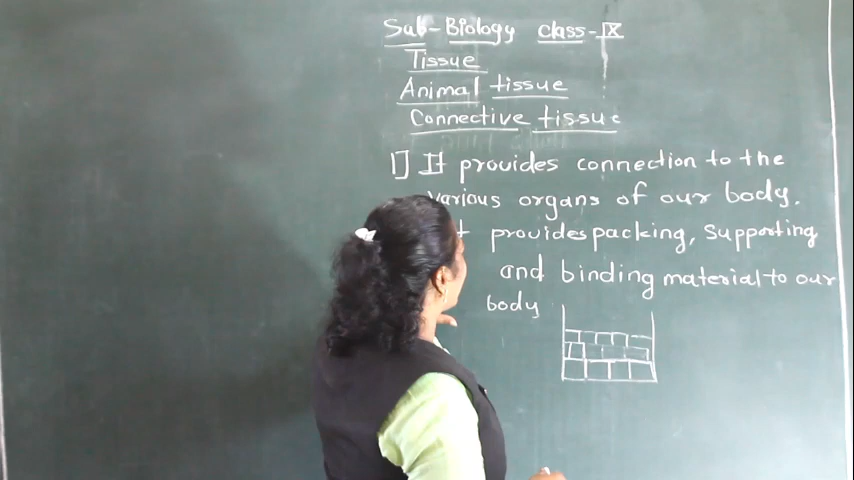 Sub-Biology class-IX
Tissue
Animal tissue
Connective tissue
1] It provides connection to the
various organs of our body.
provides packing, supporting
and binding material to our
body